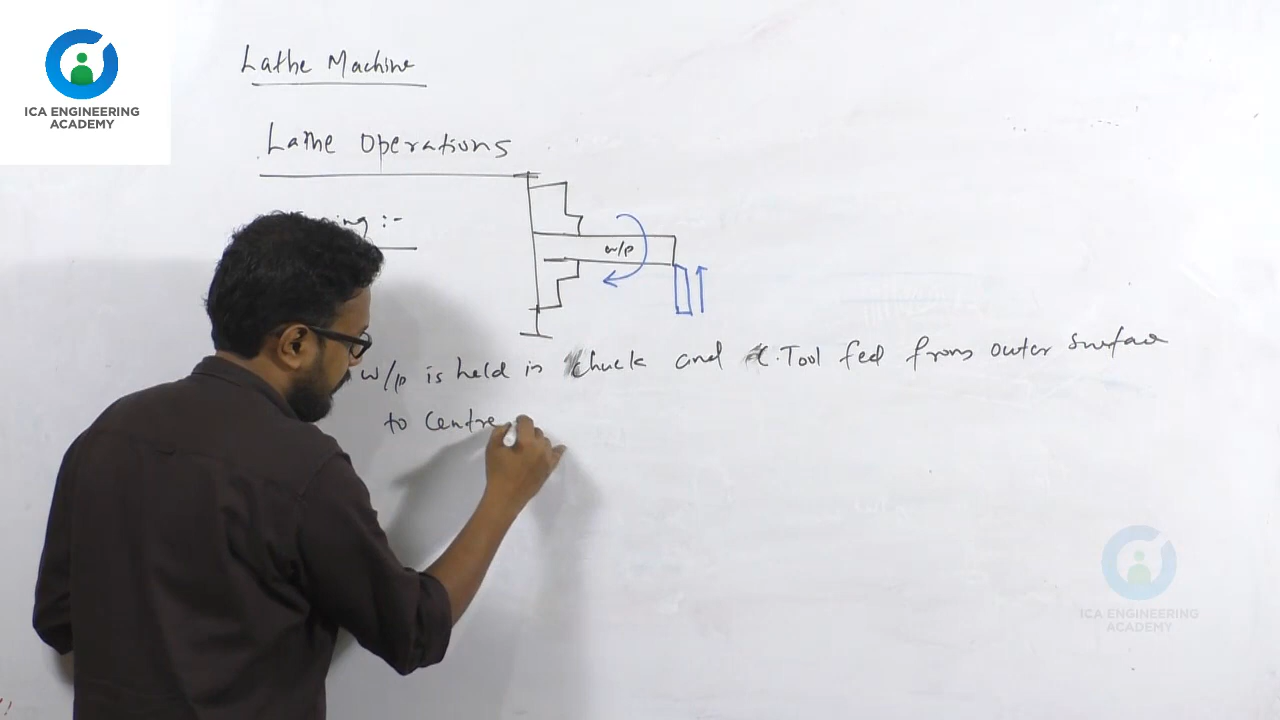 ICA ENGINEERING
ACADEMY
Lathe Machine
Lathe Operations
:-
w/p
w/p is held in chuck and C.Tool fed from outer surface
to Centre
ICA ENGINEERING
ACADEMY
!!